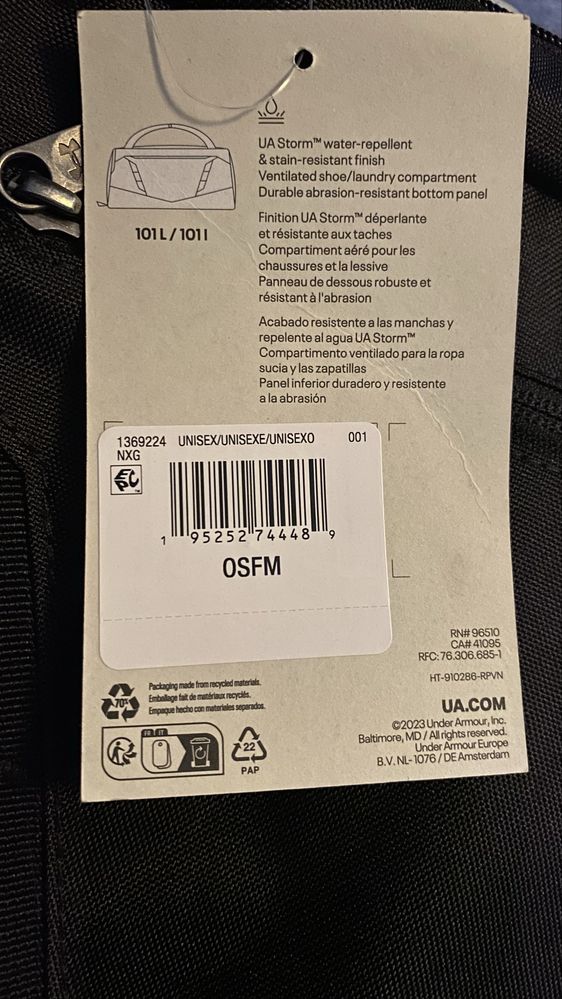 UA Storm™ water-repellent
& stain-resistant finish
Ventilated shoe/laundry compartment
Durable abrasion-resistant bottom panel
101 L / 101 l
Finition UA Storm™ déperlante
et résistante aux taches
Compartiment aéré pour les
chaussures et la lessive
Panneau de dessous robuste et
résistant à l'abrasion
Acabado resistente a las manchas y
repelente al agua UA Storm™
Compartimento ventilado para la ropa
sucia y las zapatillas
Panel inferior duradero y resistente
a la abrasión
1369224 UNISEX/UNISEXE/UNISEXO 001
NXG
EPC™
1 95252 74448 9
OSFM
RN# 96510
CA# 41095
RFC: 76.306.685-1
HT-910286-RPVN
70%
Packaging made from recycled materials.
Emballage fait de matériaux recyclés.
Empaque hecho con materiales separados.
UA.COM
©2023 Under Armour, Inc.
Baltimore, MD / All rights reserved.
Under Armour Europe
B.V. NL- 1076 / DE Amsterdam
FR IT
22
PAP